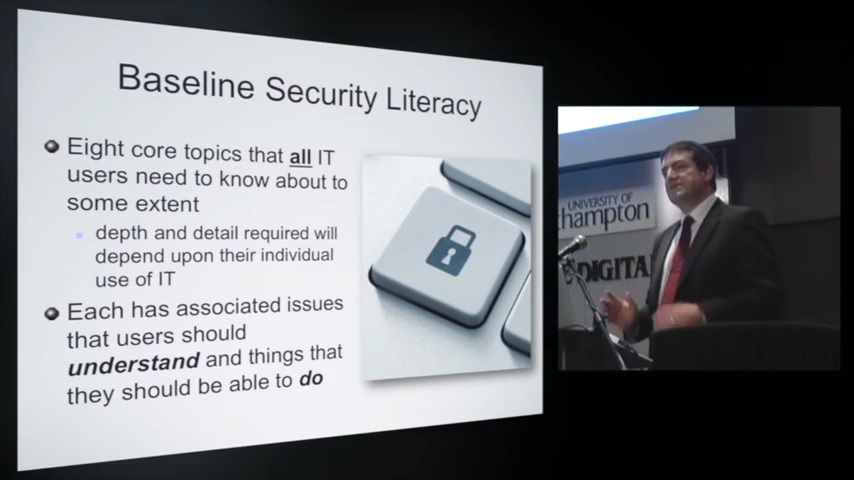 Baseline Security Literacy
Eight core topics that all IT
users need to know about to
some extent
depth and detail required will
depend upon their individual
use of IT
Each has associated issues
that users should
understand and things that
they should be able to do
UNIVERSITY OF
hampton
DIGITA